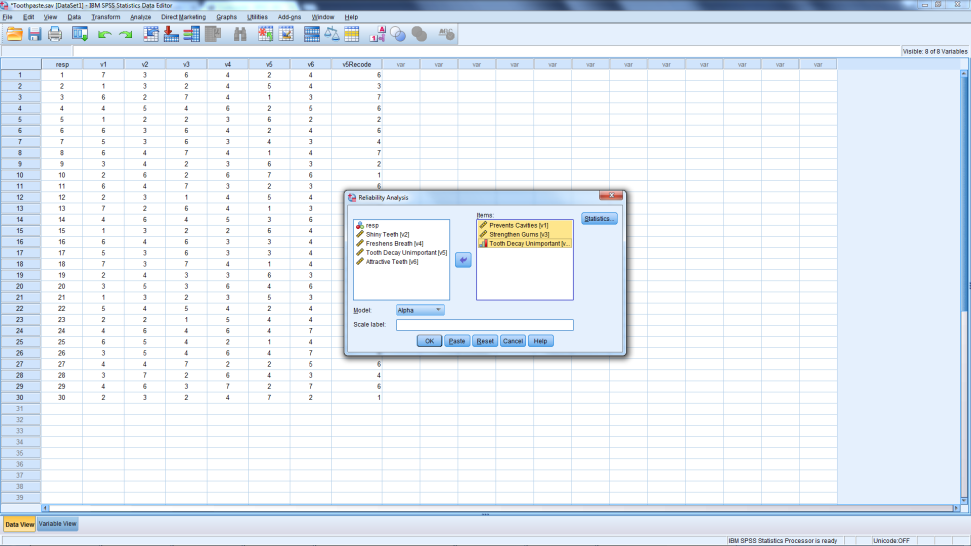 *Toothpaste.sav [DataSet1] - IBM SPSS Statistics Data Editor
File Edit View Data Transform Analyze Direct Marketing Graphs Utilities Add-ons Window Help
Visible: 8 of 8 Variables
resp v1 v2 v3 v4 v5 v6 v5Recode var var var var var var var var var var var var
1 1 7 3 6 4 2 4 6
2 2 1 3 2 4 5 4 3
3 3 6 2 7 4 1 3 7
4 4 4 5 4 6 2 5 6
5 5 1 2 2 3 6 2 2
6 6 6 3 6 4 2 4 6
7 7 5 3 6 3 4 3 4
8 8 6 4 7 4 1 4 7
9 9 3 4 2 3 6 3 2
10 10 2 6 2 6 7 6 1
11 11 6 4 7 3 2 3 6
12 12 2 3 1 4 5 4
13 13 7 2 6 4 1 3
14 14 4 6 4 5 3 6
15 15 1 3 2 2 6 4
16 16 6 4 6 3 3 4
17 17 5 3 6 3 3 4
18 18 7 3 7 4 1 4
19 19 2 4 3 3 6 3
20 20 3 5 3 6 4 6
21 21 1 3 2 3 5 3
22 22 5 4 5 4 2 4
23 23 2 2 1 5 4 4
24 24 4 6 4 6 4 7
25 25 6 5 4 2 1 4
26 26 3 5 4 6 4 7
27 27 4 4 7 2 2 5 6
28 28 3 7 2 6 4 3 4
29 29 4 6 3 7 2 7 6
30 30 2 3 2 4 7 2 1
31
32
33
34
35
36
37
38
39
Reliability Analysis
Items:
resp
Shiny Teeth [v2]
Freshens Breath [v4]
Tooth Decay Unimportant [v5]
Attractive Teeth [v6]
Prevents Cavities [v1]
Strengthen Gums [v3]
Tooth Decay Unimportant [v...
Statistics...
Model: Alpha
Scale label:
OK Paste Reset Cancel Help
Data View Variable View
IBM SPSS Statistics Processor is ready Unicode:OFF